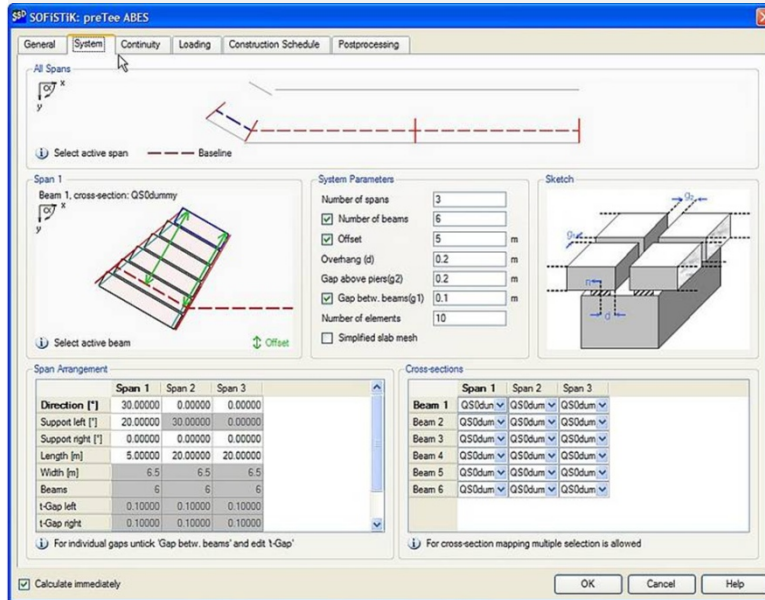 SOFiSTiK: preTee ABES
General System Continuity Loading Construction Schedule Postprocessing
All Spans
α x
y
Select active span Baseline
Span 1
Beam 1, cross-section: QS0dummy
α x
y
Select active beam Offset
System Parameters
Number of spans 3
Number of beams 6
Offset 5 m
Overhang (d) 0.2 m
Gap above piers(g2) 0.2 m
Gap betw. beams(g1) 0.1 m
Number of elements 10
Simplified slab mesh
Sketch
g2
g1
n
d
Span Arrangement
Span 1 Span 2 Span 3
Direction [°] 30.00000 0.00000 0.00000
Support left [°] 20.00000 30.00000 0.00000
Support right [°] 0.00000 0.00000 0.00000
Length [m] 5.00000 20.00000 20.00000
Width [m] 6.5 6.5 6.5
Beams 6 6 6
t-Gap left 0.10000 0.10000 0.10000
t-Gap right 0.10000 0.10000 0.10000
For individual gaps untick 'Gap betw. beams' and edit 't-Gap'
Cross-sections
Span 1 Span 2 Span 3
Beam 1 QS0dun QS0dum QS0dum
Beam 2 QS0dum QS0dum QS0dum
Beam 3 QS0dum QS0dum QS0dum
Beam 4 QS0dum QS0dum QS0dum
Beam 5 QS0dum QS0dum QS0dum
Beam 6 QS0dum QS0dum QS0dum
For cross-section mapping multiple selection is allowed
Calculate immediately
OK Cancel Help